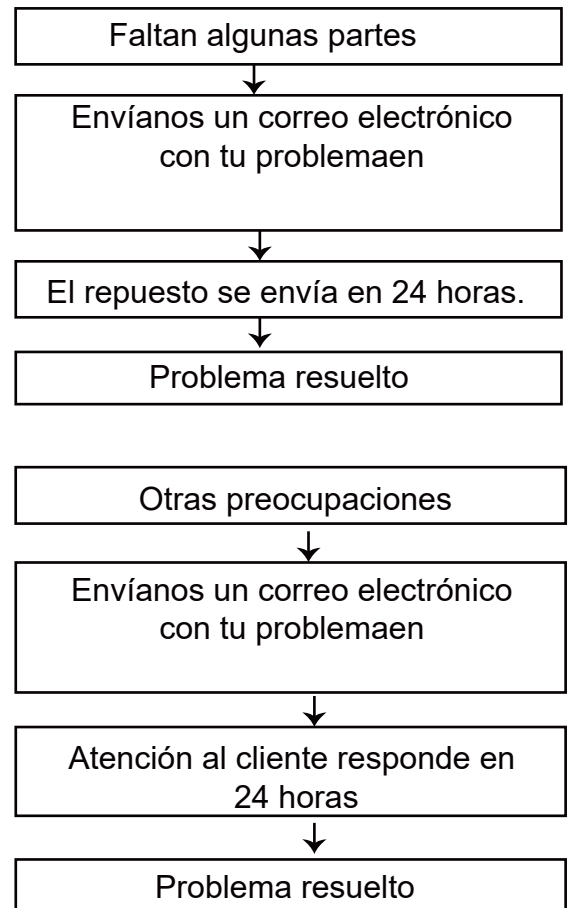 Faltan algunas partes
Envíanos un correo electrónico
con tu problemaen
El repuesto se envía en 24 horas.
Problema resuelto
Otras preocupaciones
Envíanos un correo electrónico
con tu problemaen
Atención al cliente responde en
24 horas
Problema resuelto